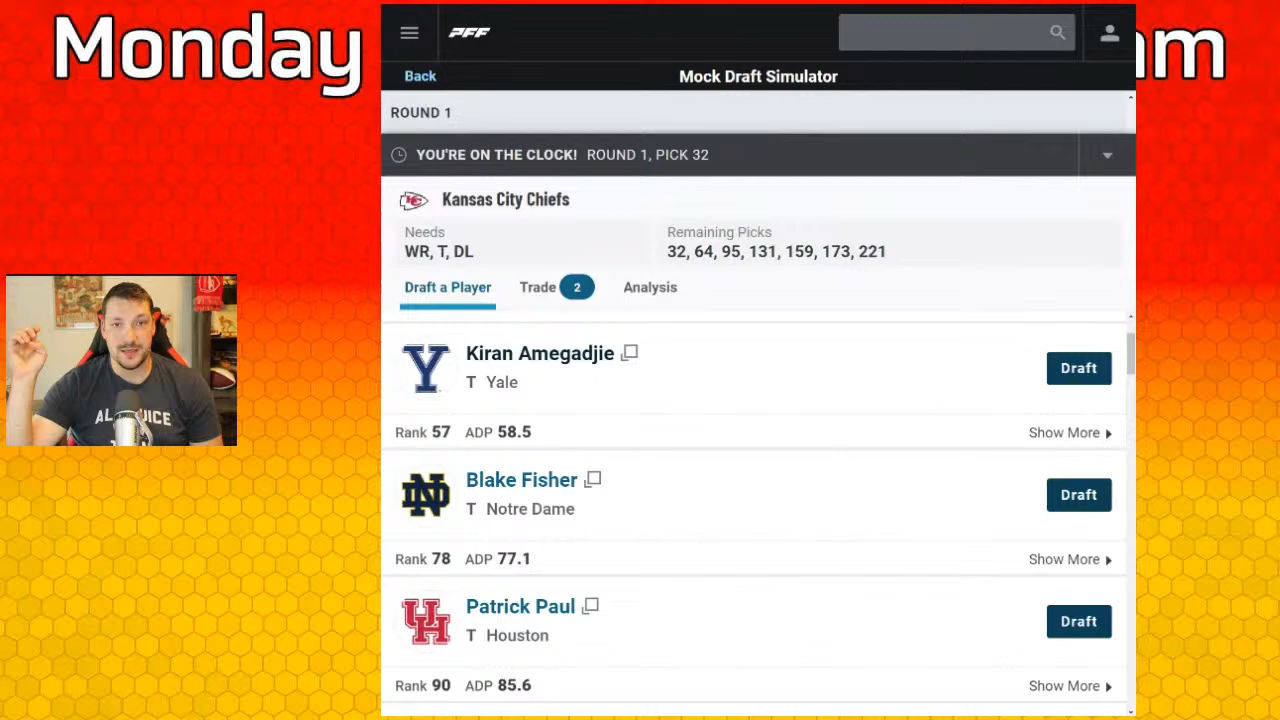 Monday
am
PFF
Back
Mock Draft Simulator
ROUND 1
YOU'RE ON THE CLOCK! ROUND 1, PICK 32
Kansas City Chiefs
Needs
WR, T, DL
Remaining Picks
32, 64, 95, 131, 159, 173, 221
Draft a Player
Trade 2
Analysis
Kiran Amegadjie
T Yale
Draft
Rank 57 ADP 58.5
Show More
Blake Fisher
T Notre Dame
Draft
Rank 78 ADP 77.1
Show More
Patrick Paul
T Houston
Draft
Rank 90 ADP 85.6
Show More